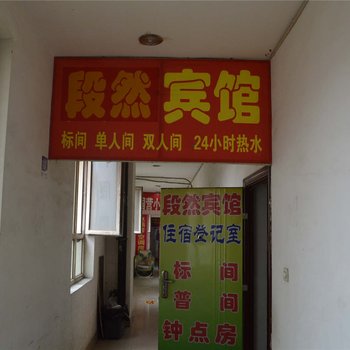 段然宾馆
标间 单人间 双人间 24小时热水
段然宾馆
住宿登记室
标间
普间
钟点房